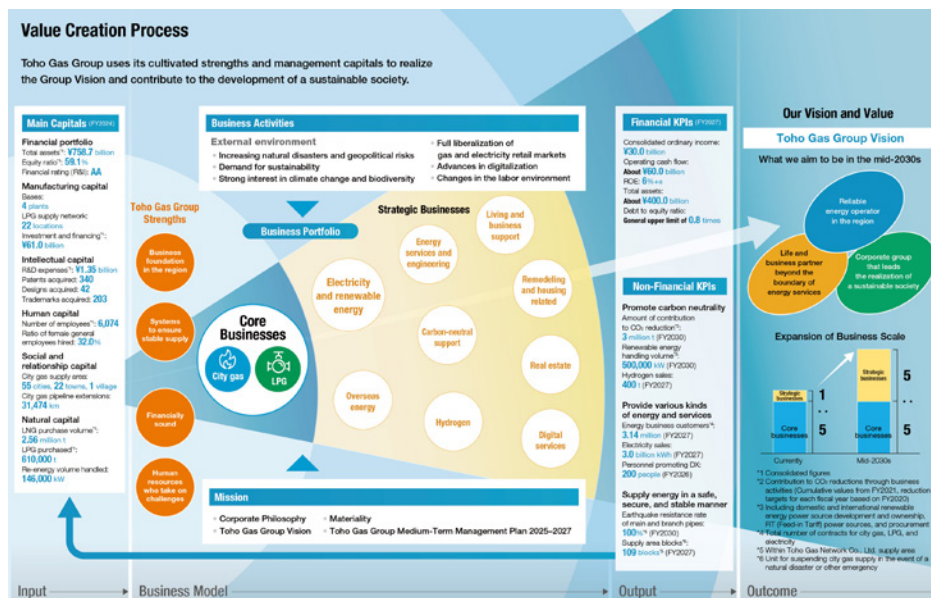 Value Creation Process
Toho Gas Group uses its cultivated strengths and management capitals to realize
the Group Vision and contribute to the development of a sustainable society.
Main Capitals (FY2024)
Financial portfolio
Total assets*1: ¥758.7 billion
Equity ratio*1: 59.1%
Financial rating (R&I): AA
Manufacturing capital
Bases:
4 plants
LPG supply network:
22 locations
Investment and financing*1:
¥61.0 billion
Intellectual capital
R&D expenses*1: ¥1.35 billion
Patents acquired: 340
Designs acquired: 42
Trademarks acquired: 203
Human capital
Number of employees*1: 6,074
Ratio of female general
employees hired: 32.0%
Social and
relationship capital
City gas supply area:
55 cities, 22 towns, 1 village
City gas pipeline extensions:
31,474 km
Natural capital
LNG purchase volume*1:
2.56 million t
LPG purchased*1:
610,000 t
Re-energy volume handled:
146,000 kW
Toho Gas Group
Strengths
Business
foundation
in the region
Systems
to ensure
stable supply
Financially
sound
Human
resources
who take on
challenges
Business Activities
External environment
• Increasing natural disasters and geopolitical risks
• Demand for sustainability
• Strong interest in climate change and biodiversity
• Full liberalization of
gas and electricity retail markets
• Advances in digitalization
• Changes in the labor environment
Business Portfolio
Core
Businesses
City gas
LPG
Strategic Businesses
Electricity
and renewable
energy
Overseas
energy
Energy
services and
engineering
Carbon-neutral
support
Hydrogen
Living and
business
support
Remodeling
and housing
related
Real estate
Digital
services
Mission
• Corporate Philosophy
• Toho Gas Group Vision
• Materiality
• Toho Gas Group Medium-Term Management Plan 2025–2027
Financial KPIs (FY2027)
Consolidated ordinary income:
¥30.0 billion
Operating cash flow:
About ¥60.0 billion
ROE: 6%+α
Total assets:
About ¥400.0 billion
Debt to equity ratio:
General upper limit of 0.8 times
Non-Financial KPIs
Promote carbon neutrality
Amount of contribution
to CO₂ reduction*2:
3 million t (FY2030)
Renewable energy
handling volume*3:
500,000 kW (FY2030)
Hydrogen sales:
400 t (FY2027)
Provide various kinds
of energy and services
Energy business customers*4:
3.14 million (FY2027)
Electricity sales:
3.0 billion kWh (FY2027)
Personnel promoting DX:
200 people (FY2026)
Supply energy in a safe,
secure, and stable manner
Earthquake resistance rate
of main and branch pipes:
100%*5 (FY2030)
Supply area blocks*6:
109 blocks*5 (FY2027)
Our Vision and Value
Toho Gas Group Vision
What we aim to be in the mid-2030s
Reliable
energy operator
in the region
Life and
business partner
beyond the
boundary of
energy services
Corporate group
that leads
the realization of
a sustainable society
Expansion of Business Scale
Strategic
businesses
1
Core
businesses
5
Currently
Strategic
businesses
5
Core
businesses
5
Mid-2030s
*1 Consolidated figures
*2 Contribution to CO₂ reductions through business
activities (Cumulative values from FY2021, reduction
targets for each fiscal year based on FY2020)
*3 Including domestic and international renewable
energy power source development and ownership,
FIT (Feed-in Tariff) power sources, and procurement
*4 Total number of contracts for city gas, LPG, and
electricity
*5 Within Toho Gas Network Co., Ltd. supply area
*6 Unit for suspending city gas supply in the event of a
natural disaster or other emergency
Input
Business Model
Output
Outcome